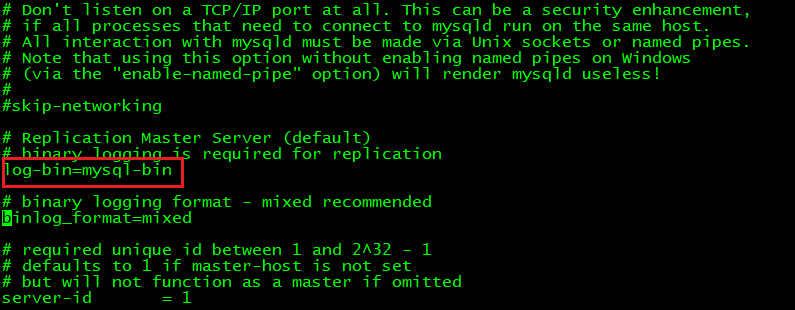 # Don't listen on a TCP/IP port at all. This can be a security enhancement,
# if all processes that need to connect to mysqld run on the same host.
# All interaction with mysqld must be made via Unix sockets or named pipes.
# Note that using this option without enabling named pipes on Windows
# (via the "enable-named-pipe" option) will render mysqld useless!
#
#skip-networking

# Replication Master Server (default)
# binary logging is required for replication
log-bin=mysql-bin

# binary logging format - mixed recommended
binlog_format=mixed

# required unique id between 1 and 2^32 - 1
# defaults to 1 if master-host is not set
# but will not function as a master if omitted
server-id       = 1